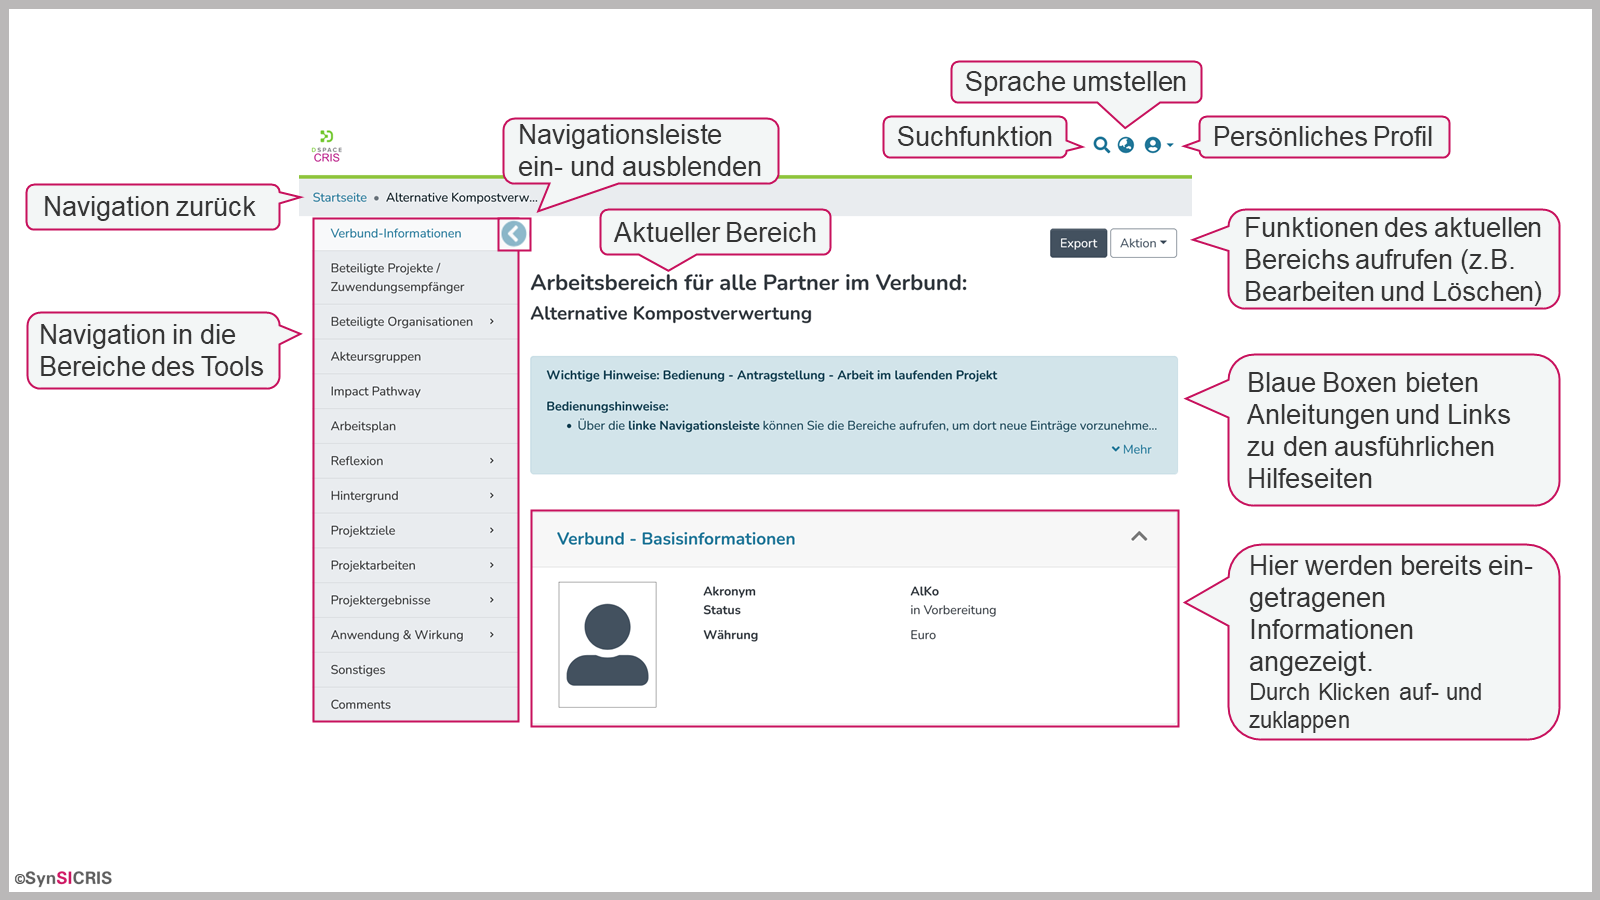 Sprache umstellen
Suchfunktion
Persönliches Profil
Navigationsleiste
ein- und ausblenden
DSPACE
CRIS
Navigation zurück
Startseite • Alternative Kompostverw...
Aktueller Bereich
Verbund-Informationen
Beteiligte Projekte /
Zuwendungsempfänger
Beteiligte Organisationen
Akteursgruppen
Impact Pathway
Arbeitsplan
Reflexion
Hintergrund
Projektziele
Projektarbeiten
Projektergebnisse
Anwendung & Wirkung
Sonstiges
Comments
Navigation in die
Bereiche des Tools
Export
Aktion
Funktionen des aktuellen
Bereichs aufrufen (z.B.
Bearbeiten und Löschen)
Arbeitsbereich für alle Partner im Verbund:
Alternative Kompostverwertung
Wichtige Hinweise: Bedienung - Antragstellung - Arbeit im laufenden Projekt
Bedienungshinweise:
• Über die linke Navigationsleiste können Sie die Bereiche aufrufen, um dort neue Einträge vorzunehme...
Mehr
Blaue Boxen bieten
Anleitungen und Links
zu den ausführlichen
Hilfeseiten
Verbund - Basisinformationen
Akronym AlKo
Status in Vorbereitung
Währung Euro
Hier werden bereits ein-
getragenen
Informationen
angezeigt.
Durch Klicken auf- und
zuklappen
©SynSICRIS